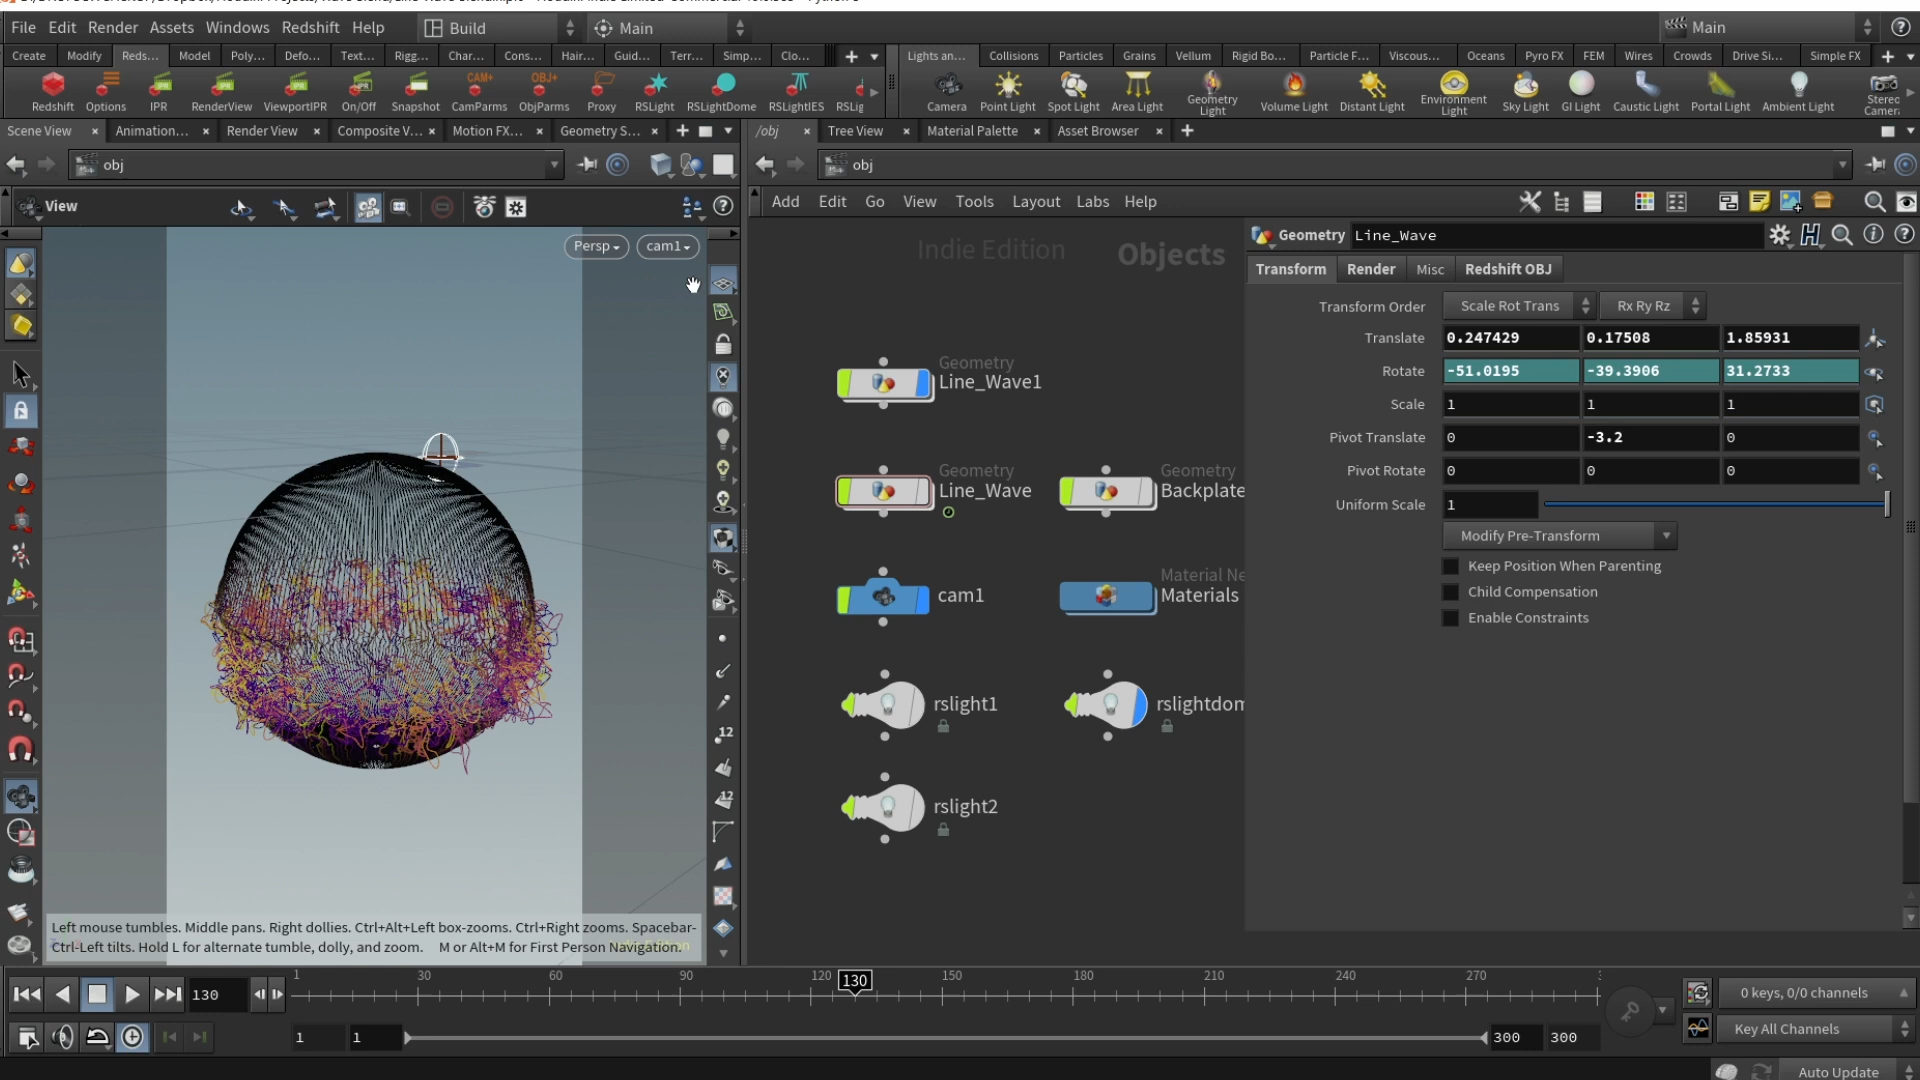 File Edit Render Assets Windows Redshift Help Build Main Main
Create Modify Reds... Model Poly... Defo... Text... Rigg... Char... Cons... Hair... Guid... Terr... Simp... Clo... Lights an... Collisions Particles Grains Vellum Rigid Bo... Particle F... Viscous... Oceans Pyro FX FEM Wires Crowds Drive Si... Simple FX
CAM+ OBJ+
Redshift Options IPR RenderView ViewportIPR On/Off Snapshot CamParms ObjParms Proxy RSLight RSLightDome RSLightIES RSLig Camera Point Light Spot Light Area Light Geometry Light Volume Light Distant Light Environment Light Sky Light GI Light Caustic Light Portal Light Ambient Light Stereo Camera
Scene View Animation... Render View Composite V... Motion FX... Geometry S... /obj Tree View Material Palette Asset Browser
obj obj
View
Add Edit Go View Tools Layout Labs Help
Persp cam1
Indie Edition Objects
Geometry Line_Wave
Transform Render Misc Redshift OBJ
Transform Order Scale Rot Trans Rx Ry Rz
Translate 0.247429 0.17508 1.85931
Rotate -51.0195 -39.3906 31.2733
Scale 1 1 1
Pivot Translate 0 -3.2 0
Pivot Rotate 0 0 0
Uniform Scale 1
Modify Pre-Transform
Keep Position When Parenting
Child Compensation
Enable Constraints
Geometry
Line_Wave1
Geometry
Line_Wave
Geometry
Backplate
cam1
Material Ne
Materials
rslight1
rslightdom
rslight2
12
12
Left mouse tumbles. Middle pans. Right dollies. Ctrl+Alt+Left box-zooms. Ctrl+Right zooms. Spacebar-
Ctrl-Left tilts. Hold L for alternate tumble, dolly, and zoom. M or Alt+M for First Person Navigation.
1 30 60 90 120 150 180 210 240 270
130 130
0 keys, 0/0 channels
1 1 300 300
Key All Channels
Auto Update